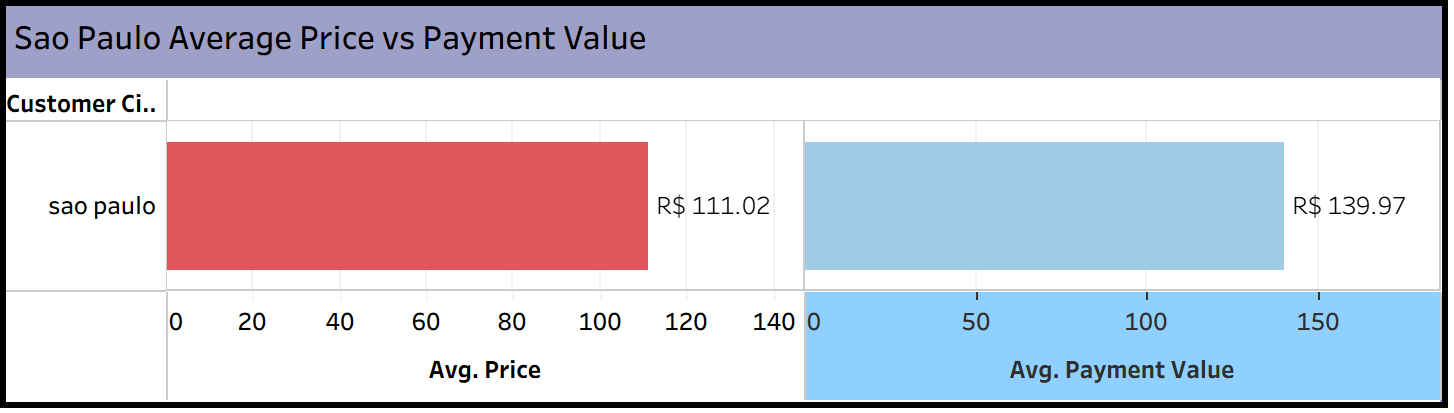 Sao Paulo Average Price vs Payment Value
Customer Ci..
sao paulo
R$ 111.02
R$ 139.97
0 20 40 60 80 100 120 140
0 50 100 150
Avg. Price
Avg. Payment Value